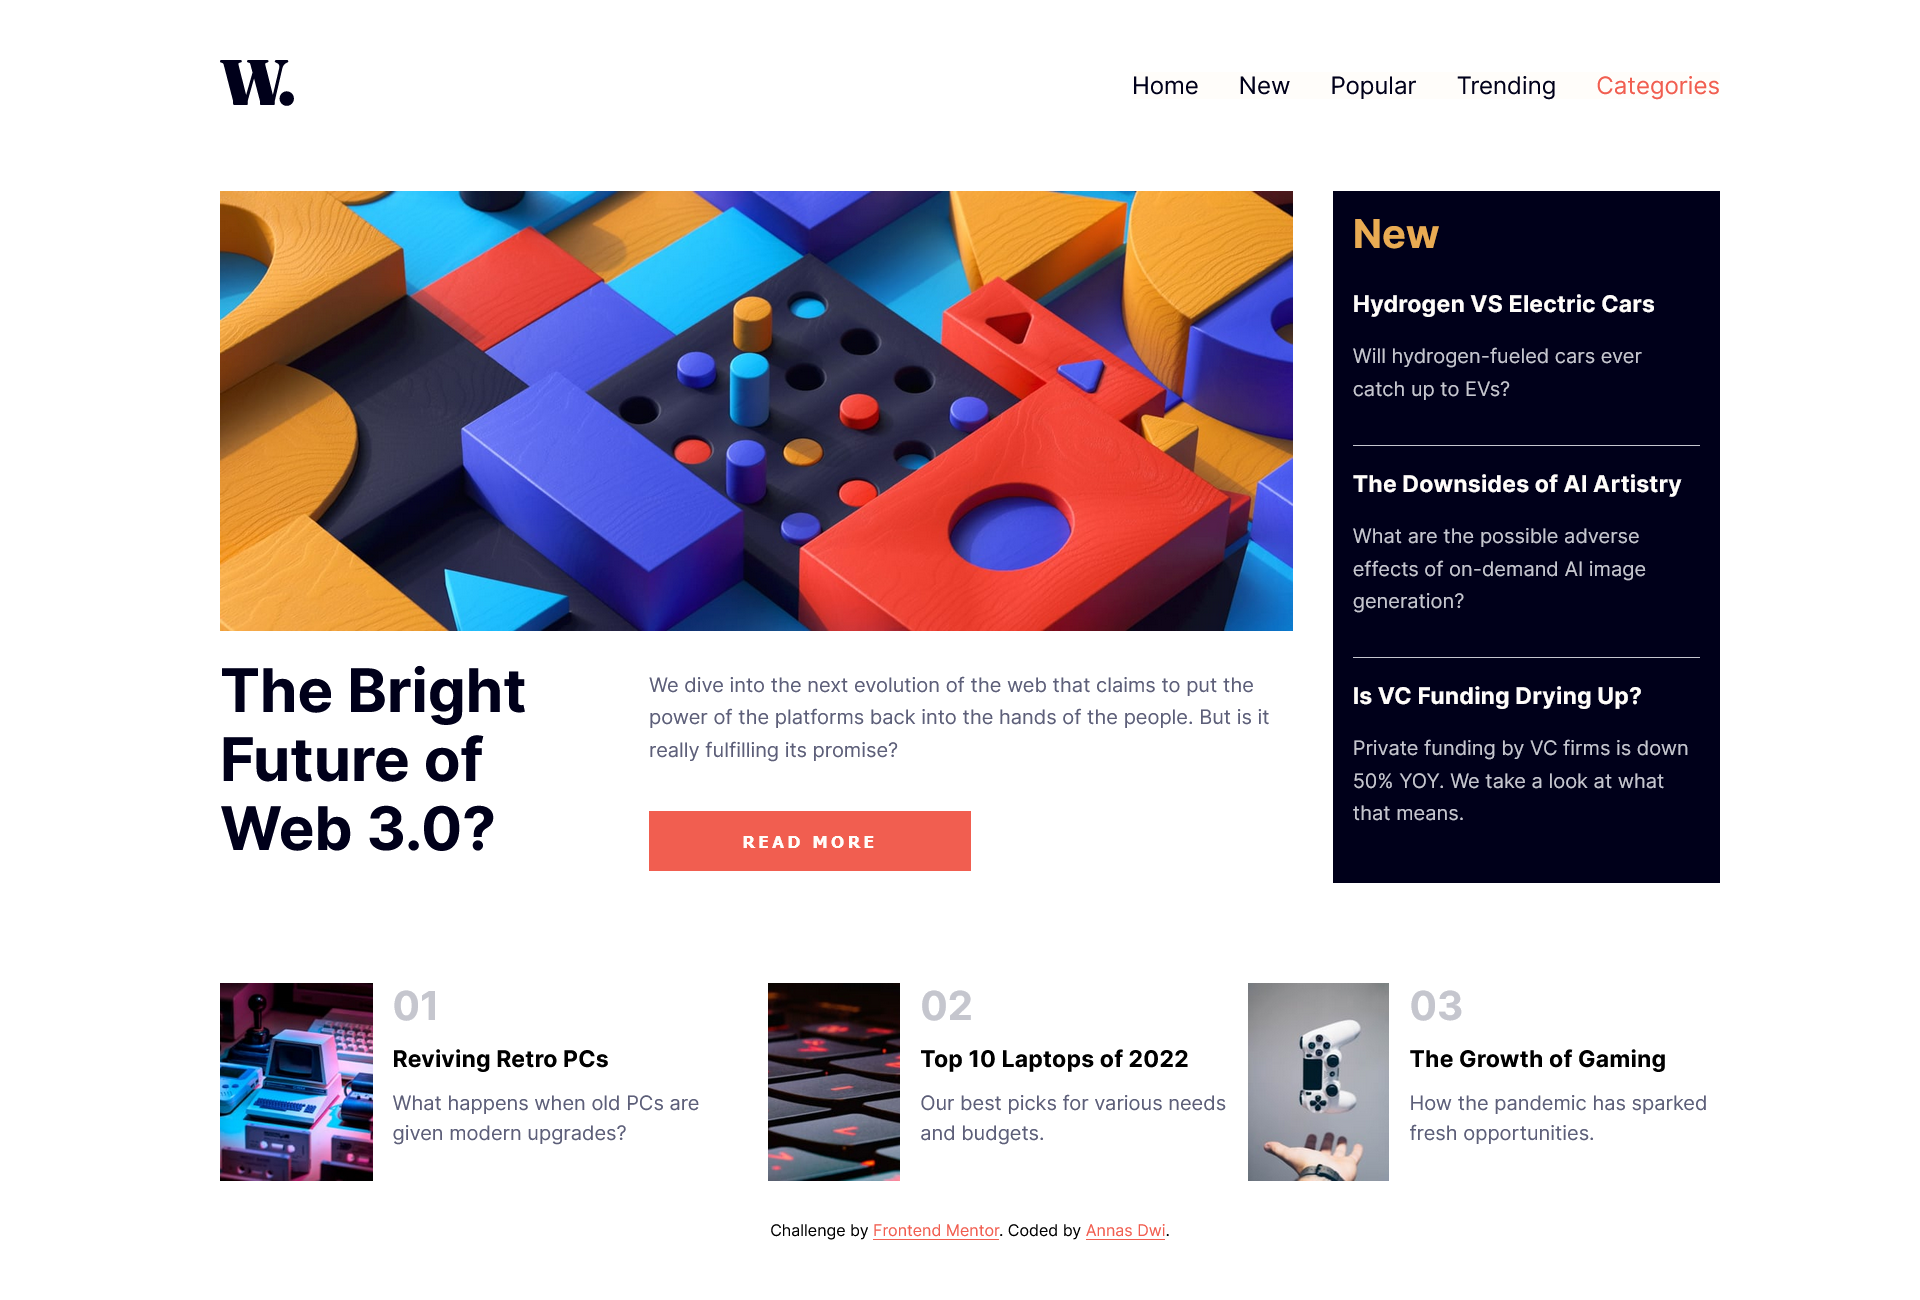 W.
Home New Popular Trending Categories
New
Hydrogen VS Electric Cars
Will hydrogen-fueled cars ever
catch up to EVs?
The Downsides of AI Artistry
What are the possible adverse
effects of on-demand AI image
generation?
Is VC Funding Drying Up?
Private funding by VC firms is down
50% YOY. We take a look at what
that means.
The Bright
Future of
Web 3.0?
We dive into the next evolution of the web that claims to put the
power of the platforms back into the hands of the people. But is it
really fulfilling its promise?
READ MORE
01
Reviving Retro PCs
What happens when old PCs are
given modern upgrades?
02
Top 10 Laptops of 2022
Our best picks for various needs
and budgets.
03
The Growth of Gaming
How the pandemic has sparked
fresh opportunities.
Challenge by Frontend Mentor. Coded by Annas Dwi.